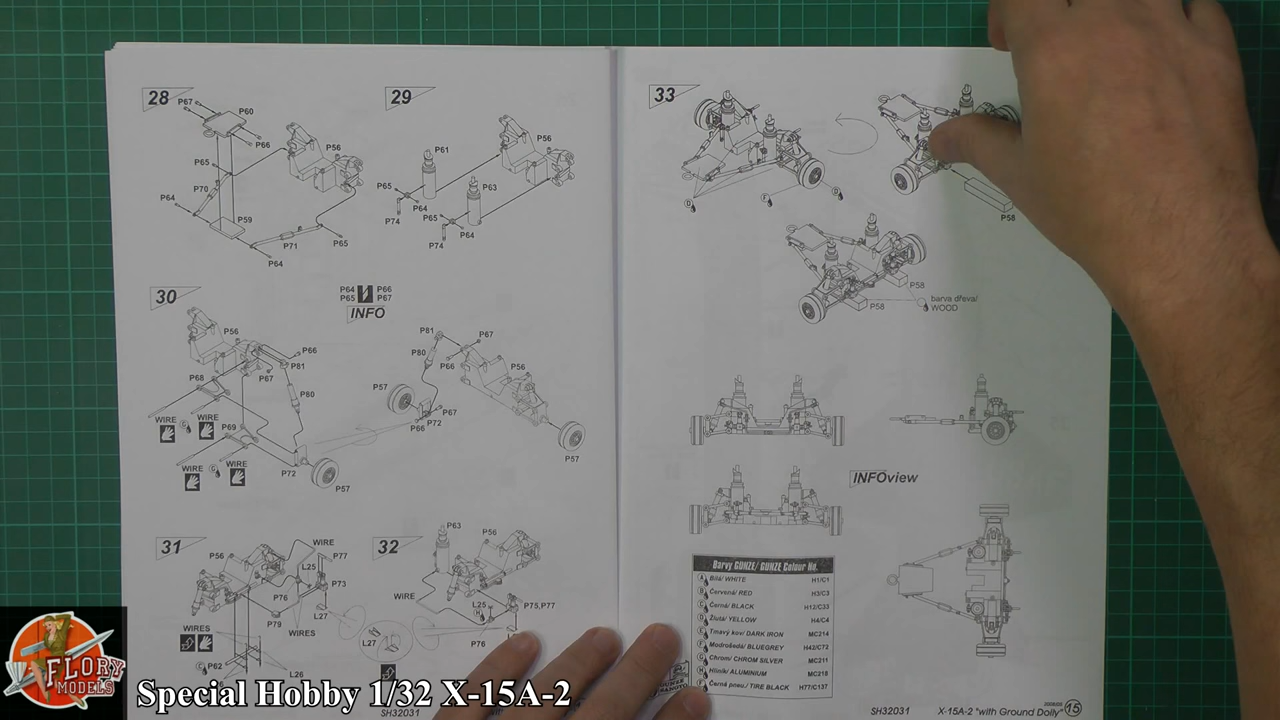 28
P67
P60
P66
P56
P65
P70
P64
P59
P71
P65
P64
29
P56
P61
P65
P63
P64
P74
P65
P64
P74
30
P64 P66
P65 P67
INFO
P56
P66
P81
P67
P68
P80
WIRE
WIRE
P69
WIRE
WIRE
P72
P57
P81
P67
P80
P66
P56
P57
P67
P72
P66
P57
31
WIRE
P56
P77
L25
P73
P76
L27
P79
WIRES
WIRES
P62
L26
32
P63
P56
WIRE
L25
P75,P77
P76
L27
33
P58
P58
P58
barva dřeva/
WOOD
INFOview
Barvy GUNZE/ GUNZE Colour No.
A Bílá/ WHITE H1/C1
B Červená/ RED H3/C3
C Černá/ BLACK H12/C33
D Žlutá/ YELLOW H4/C4
E Tmavý kov/ DARK IRON MC214
F Modrošedá/ BLUEGREY H42/C72
G Chrom/ CHROM SILVER MC211
H Hliník/ ALUMINIUM MC218
Černá pneu./ TIRE BLACK H77/C137
SH32031
SH32031 X-15A-2 "with Ground Dolly" 15
FLORY
MODELS
Special Hobby 1/32 X-15A-2